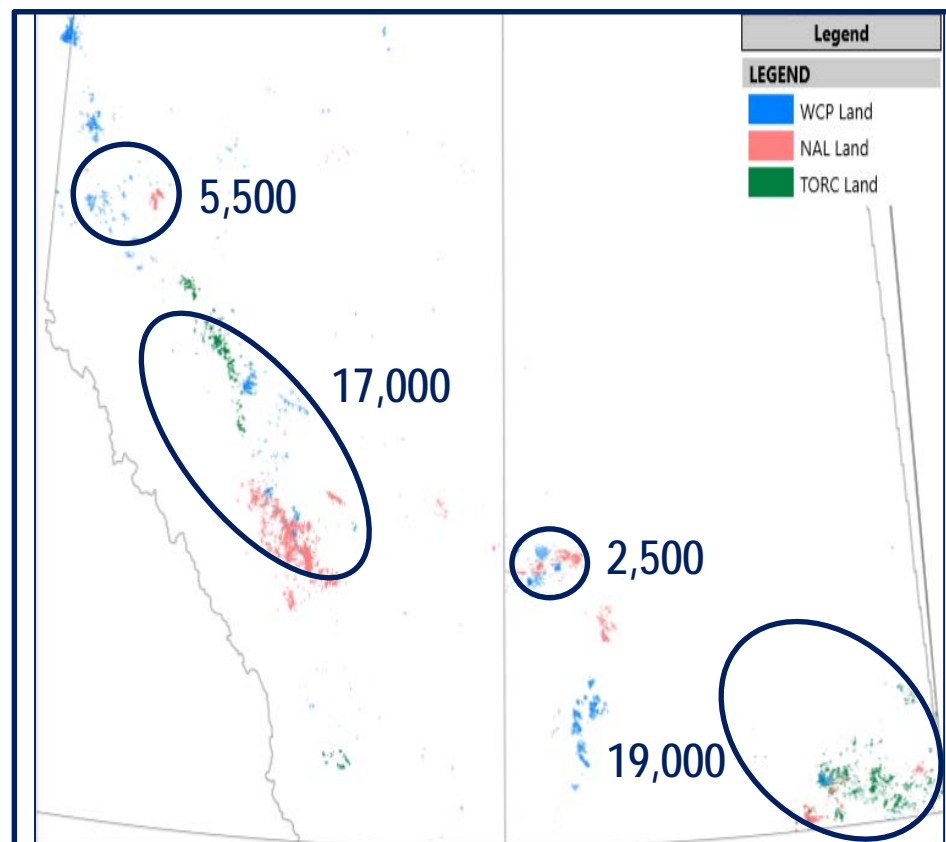 Legend
LEGEND
WCP Land
NAL Land
TORC Land
5,500
17,000
2,500
19,000